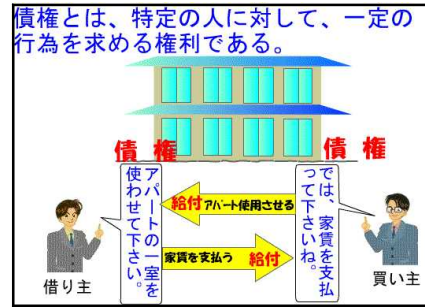 債権とは、特定の人に対して、一定の
行為を求める権利である。
債 権
債 権
アパートの一室を
使わせて下さい。
では、家賃を支払
って下さいね。
給付 アパート使用させる
家賃を支払う 給付
借り主
買い主